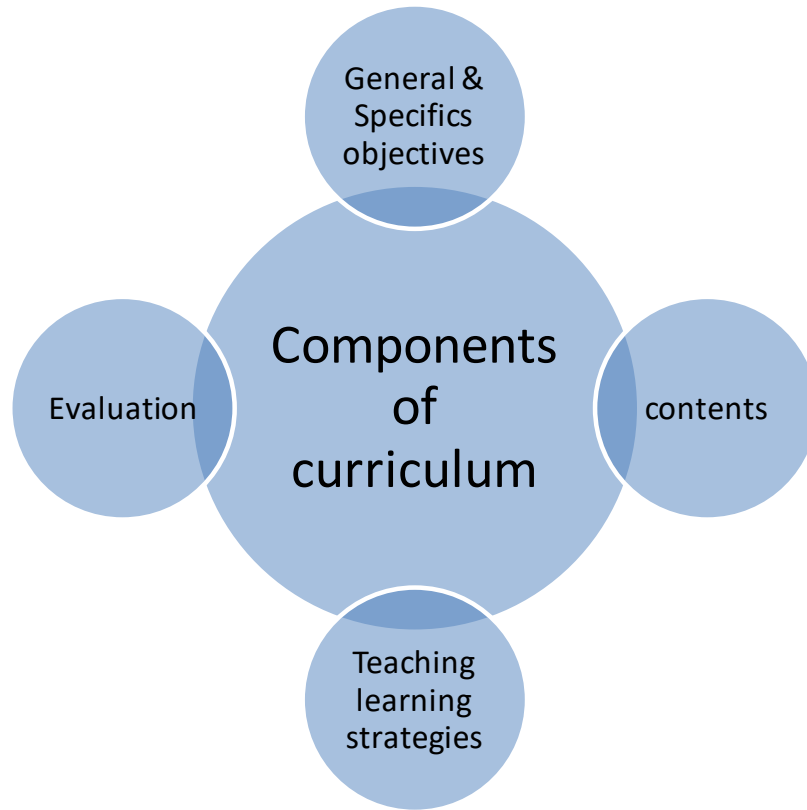 General &
Specifics
objectives
Components
of
curriculum
Evaluation
contents
Teaching
learning
strategies